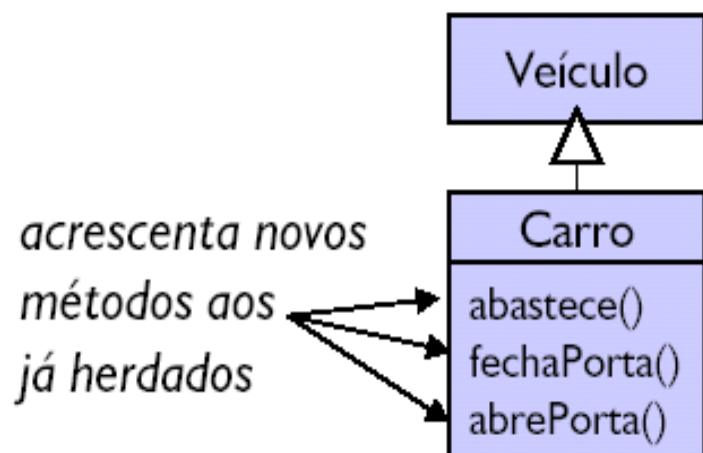 Veículo
Carro
acrescenta novos
métodos aos
já herdados
abastece()
fechaPorta()
abrePorta()